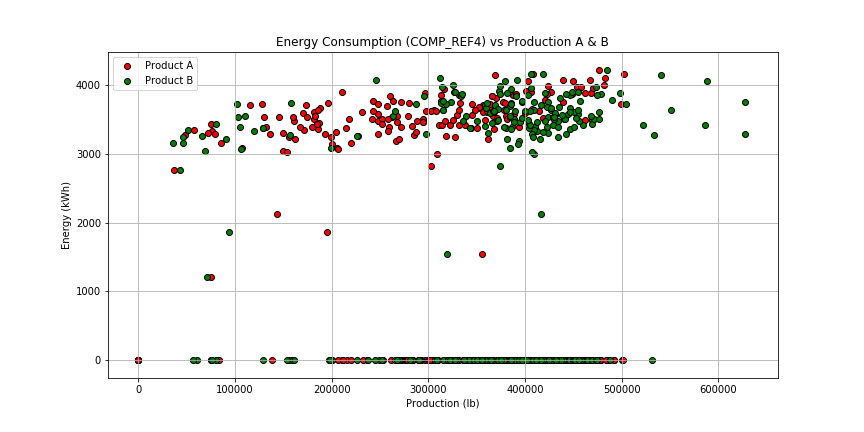 Energy Consumption (COMP_REF4) vs Production A & B
Product A
Product B
4000
3000
2000
1000
0
Energy (kWh)
0 100000 200000 300000 400000 500000 600000
Production (lb)